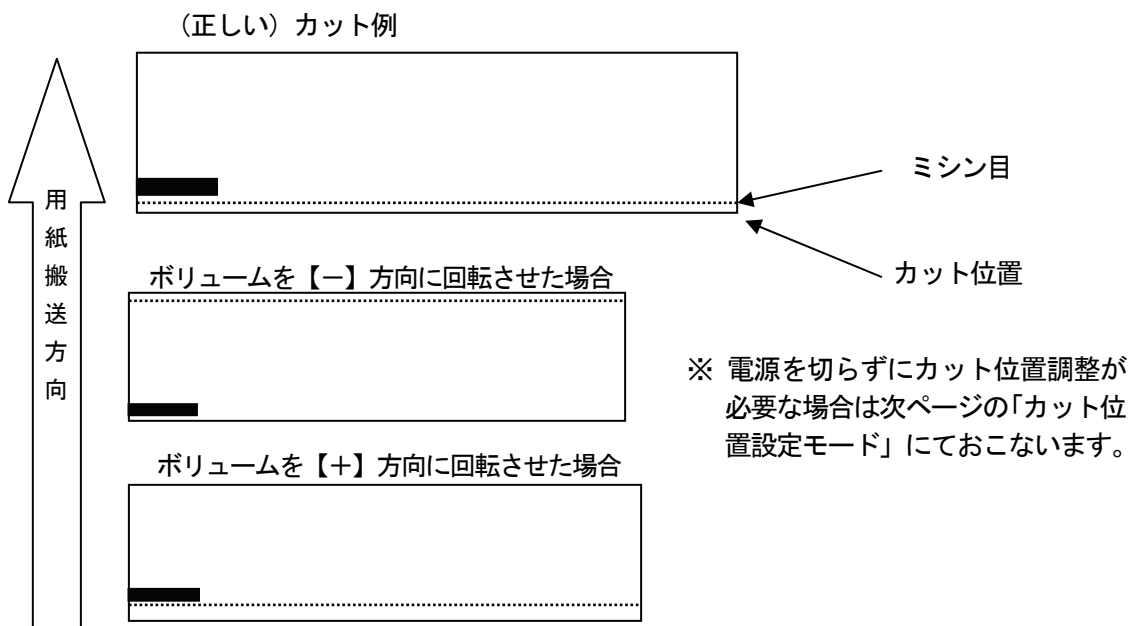 (正しい)カット例
用紙搬送方向
ミシン目
カット位置
ボリュームを【－】方向に回転させた場合
※ 電源を切らずにカット位置調整が
必要な場合は次ページの「カット位
置設定モード」にておこないます。
ボリュームを【＋】方向に回転させた場合